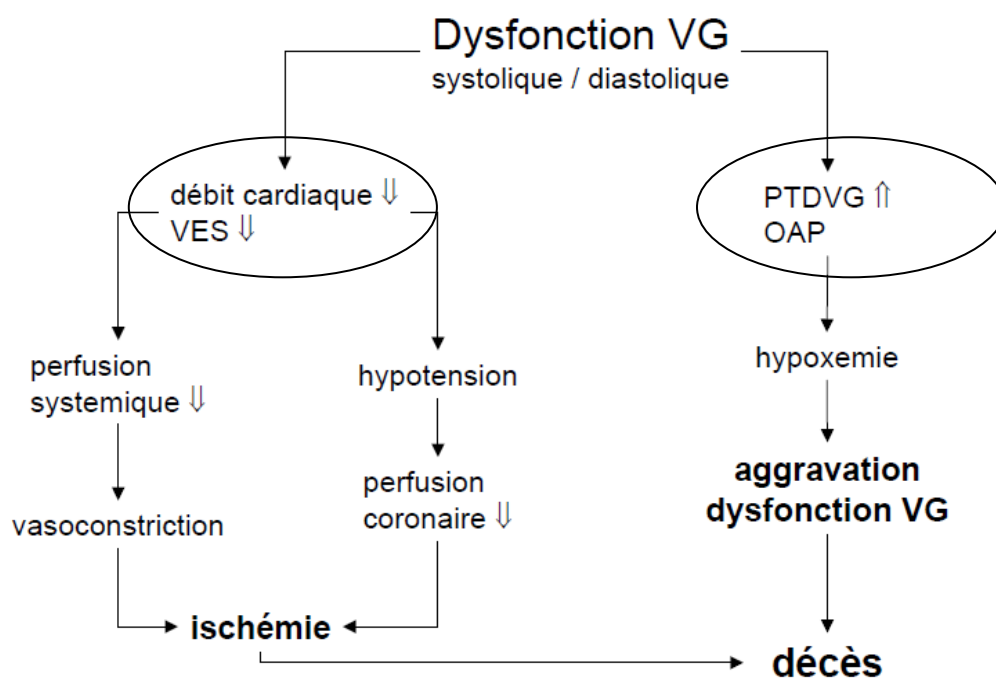 Dysfonction VG
systolique / diastolique
débit cardiaque ⇓
VES ⇓
PTDVG ⇑
OAP
perfusion
systemique ⇓
hypotension
hypoxemie
vasoconstriction
perfusion
coronaire ⇓
aggravation
dysfonction VG
ischémie
décès